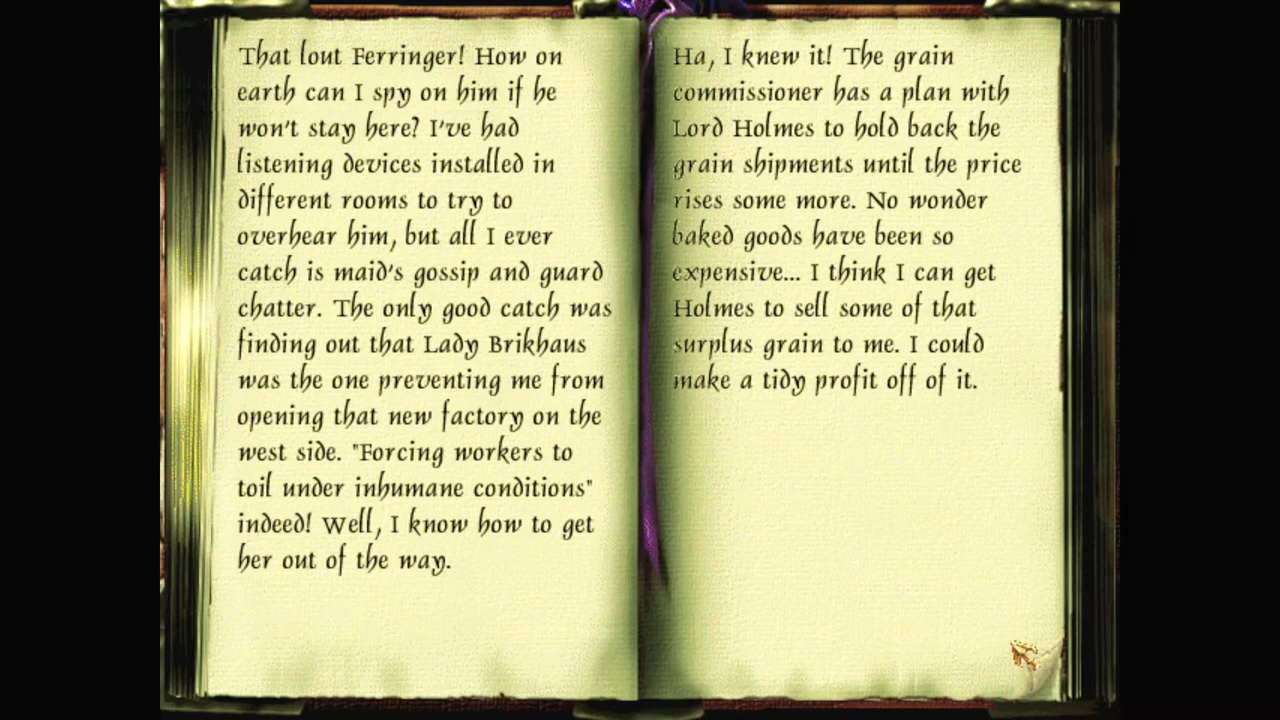 That lout Ferringer! How on
earth can I spy on him if he
won't stay here? I've had
listening devices installed in
different rooms to try to
overhear him, but all I ever
catch is maid's gossip and guard
chatter. The only good catch was
finding out that Lady Brikhaus
was the one preventing me from
opening that new factory on the
west side. "Forcing workers to
toil under inhumane conditions"
indeed! Well, I know how to get
her out of the way.
Ha, I knew it! The grain
commissioner has a plan with
Lord Holmes to hold back the
grain shipments until the price
rises some more. No wonder
baked goods have been so
expensive... I think I can get
Holmes to sell some of that
surplus grain to me. I could
make a tidy profit off of it.